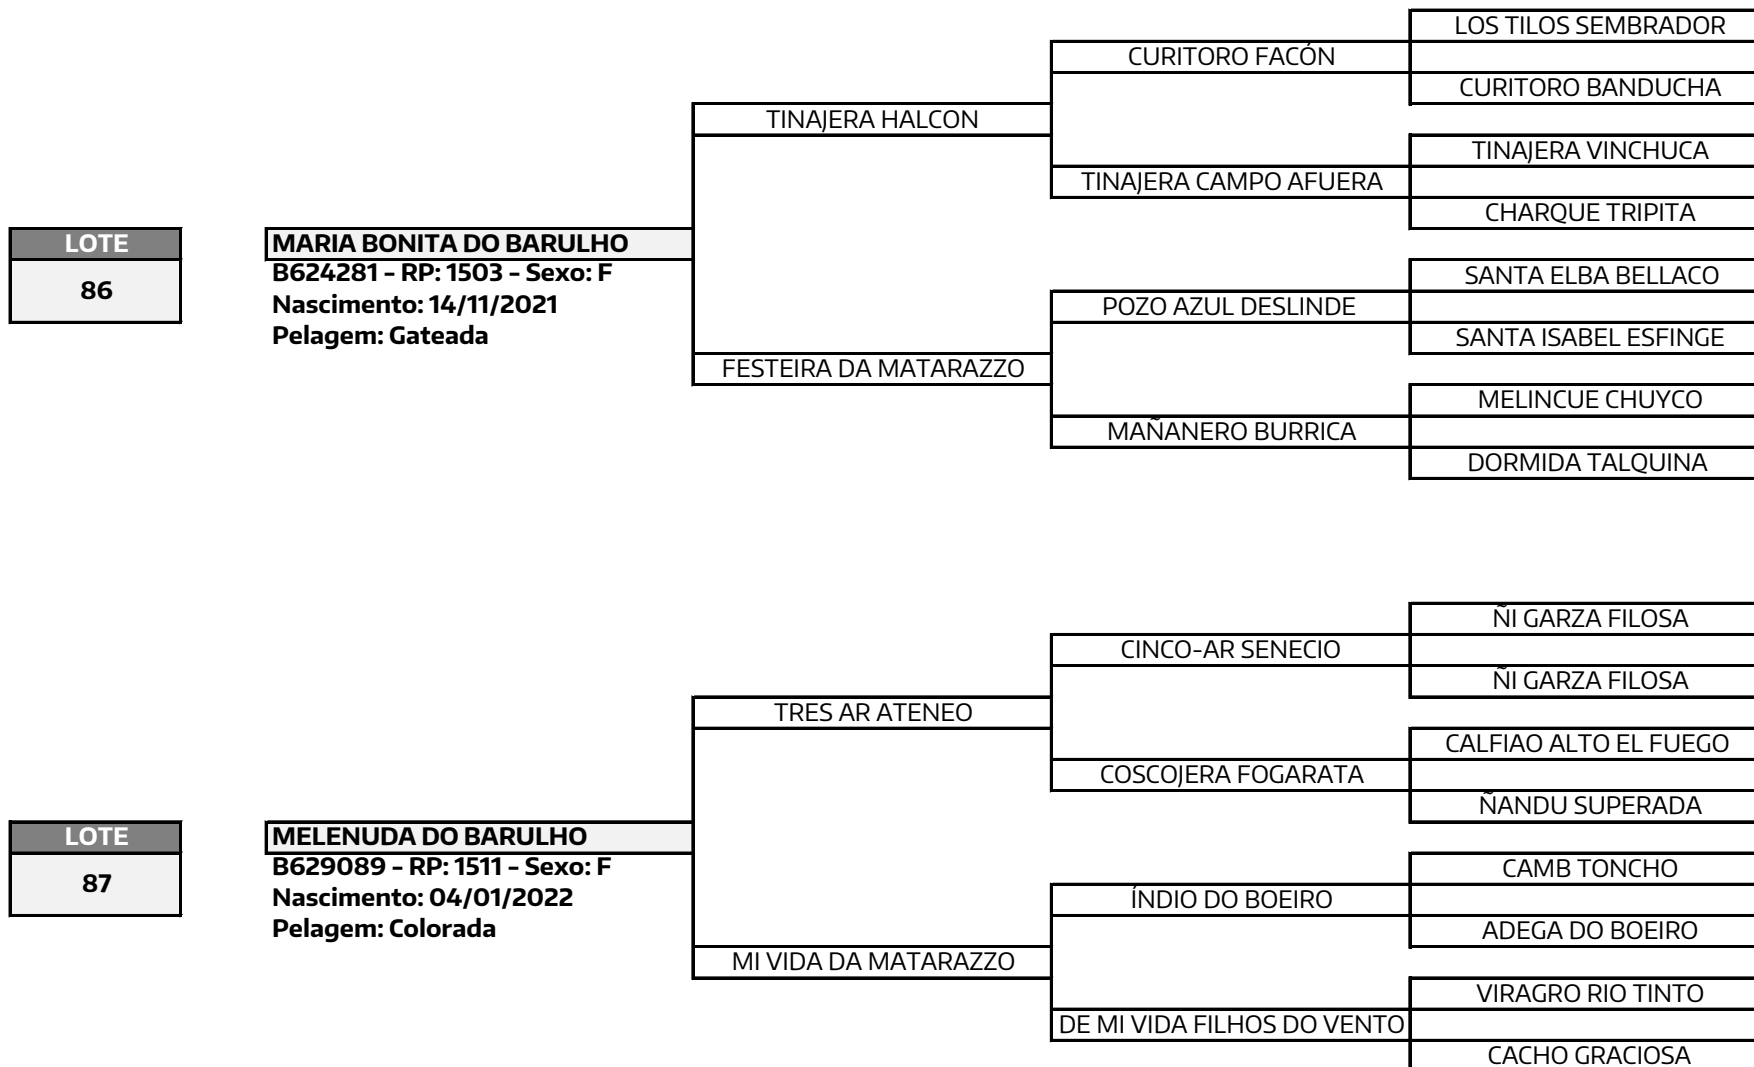 LOS TILOS SEMBRADOR
CURITORO FACÓN
CURITORO BANDUCHA
TINAJERA HALCON
TINAJERA VINCHUCA
TINAJERA CAMPO AFUERA
CHARQUE TRIPITA
LOTE
86
MARIA BONITA DO BARULHO
B624281 - RP: 1503 - Sexo: F
Nascimento: 14/11/2021
Pelagem: Gateada
SANTA ELBA BELLACO
POZO AZUL DESLINDE
SANTA ISABEL ESFINGE
FESTEIRA DA MATARAZZO
MELINCUE CHUYCO
MAÑANERO BURRICA
DORMIDA TALQUINA
ÑI GARZA FILOSA
CINCO-AR SENECIO
ÑI GARZA FILOSA
TRES AR ATENEO
CALFIAO ALTO EL FUEGO
COSCOJERA FOGARATA
ÑANDU SUPERADA
LOTE
87
MELENUDA DO BARULHO
B629089 - RP: 1511 - Sexo: F
Nascimento: 04/01/2022
Pelagem: Colorada
CAMB TONCHO
ÍNDIO DO BOEIRO
ADEGA DO BOEIRO
MI VIDA DA MATARAZZO
VIRAGRO RIO TINTO
DE MI VIDA FILHOS DO VENTO
CACHO GRACIOSA